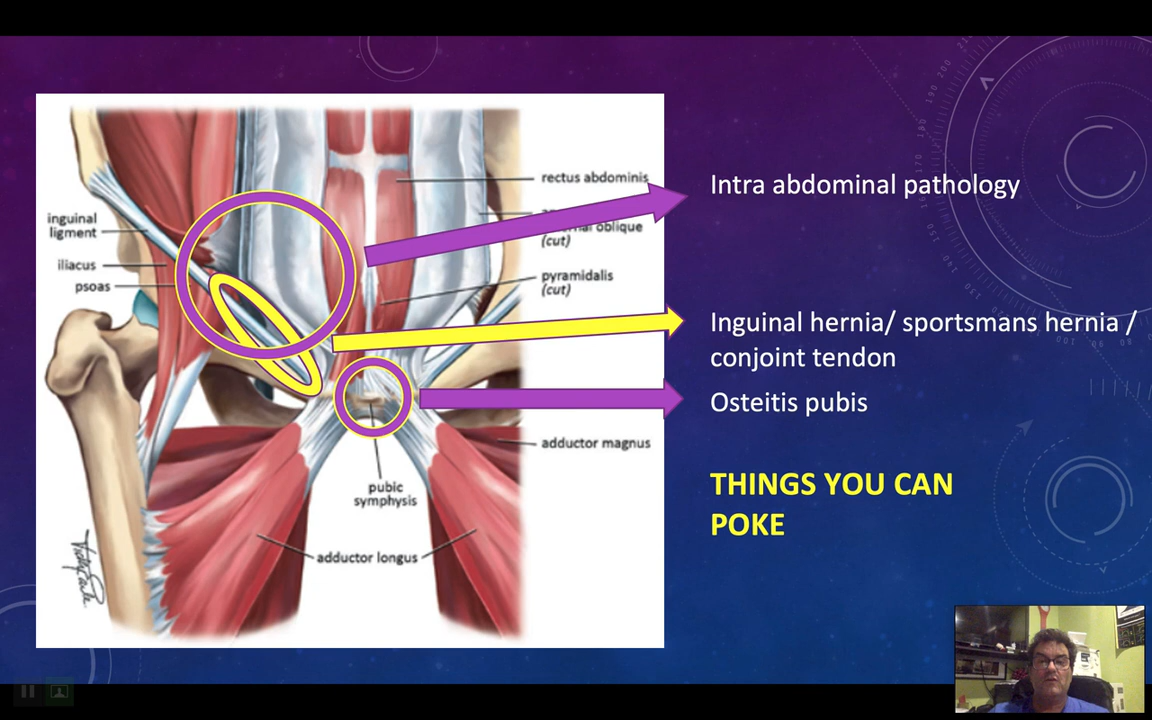 rectus abdominis
oblique
(cut)
pyramidalis
(cut)
inguinal
ligment
iliacus
psoas
adductor magnus
pubic
symphysis
adductor longus
Intra abdominal pathology
Inguinal hernia/ sportsmans hernia /
conjoint tendon
Osteitis pubis
THINGS YOU CAN
POKE